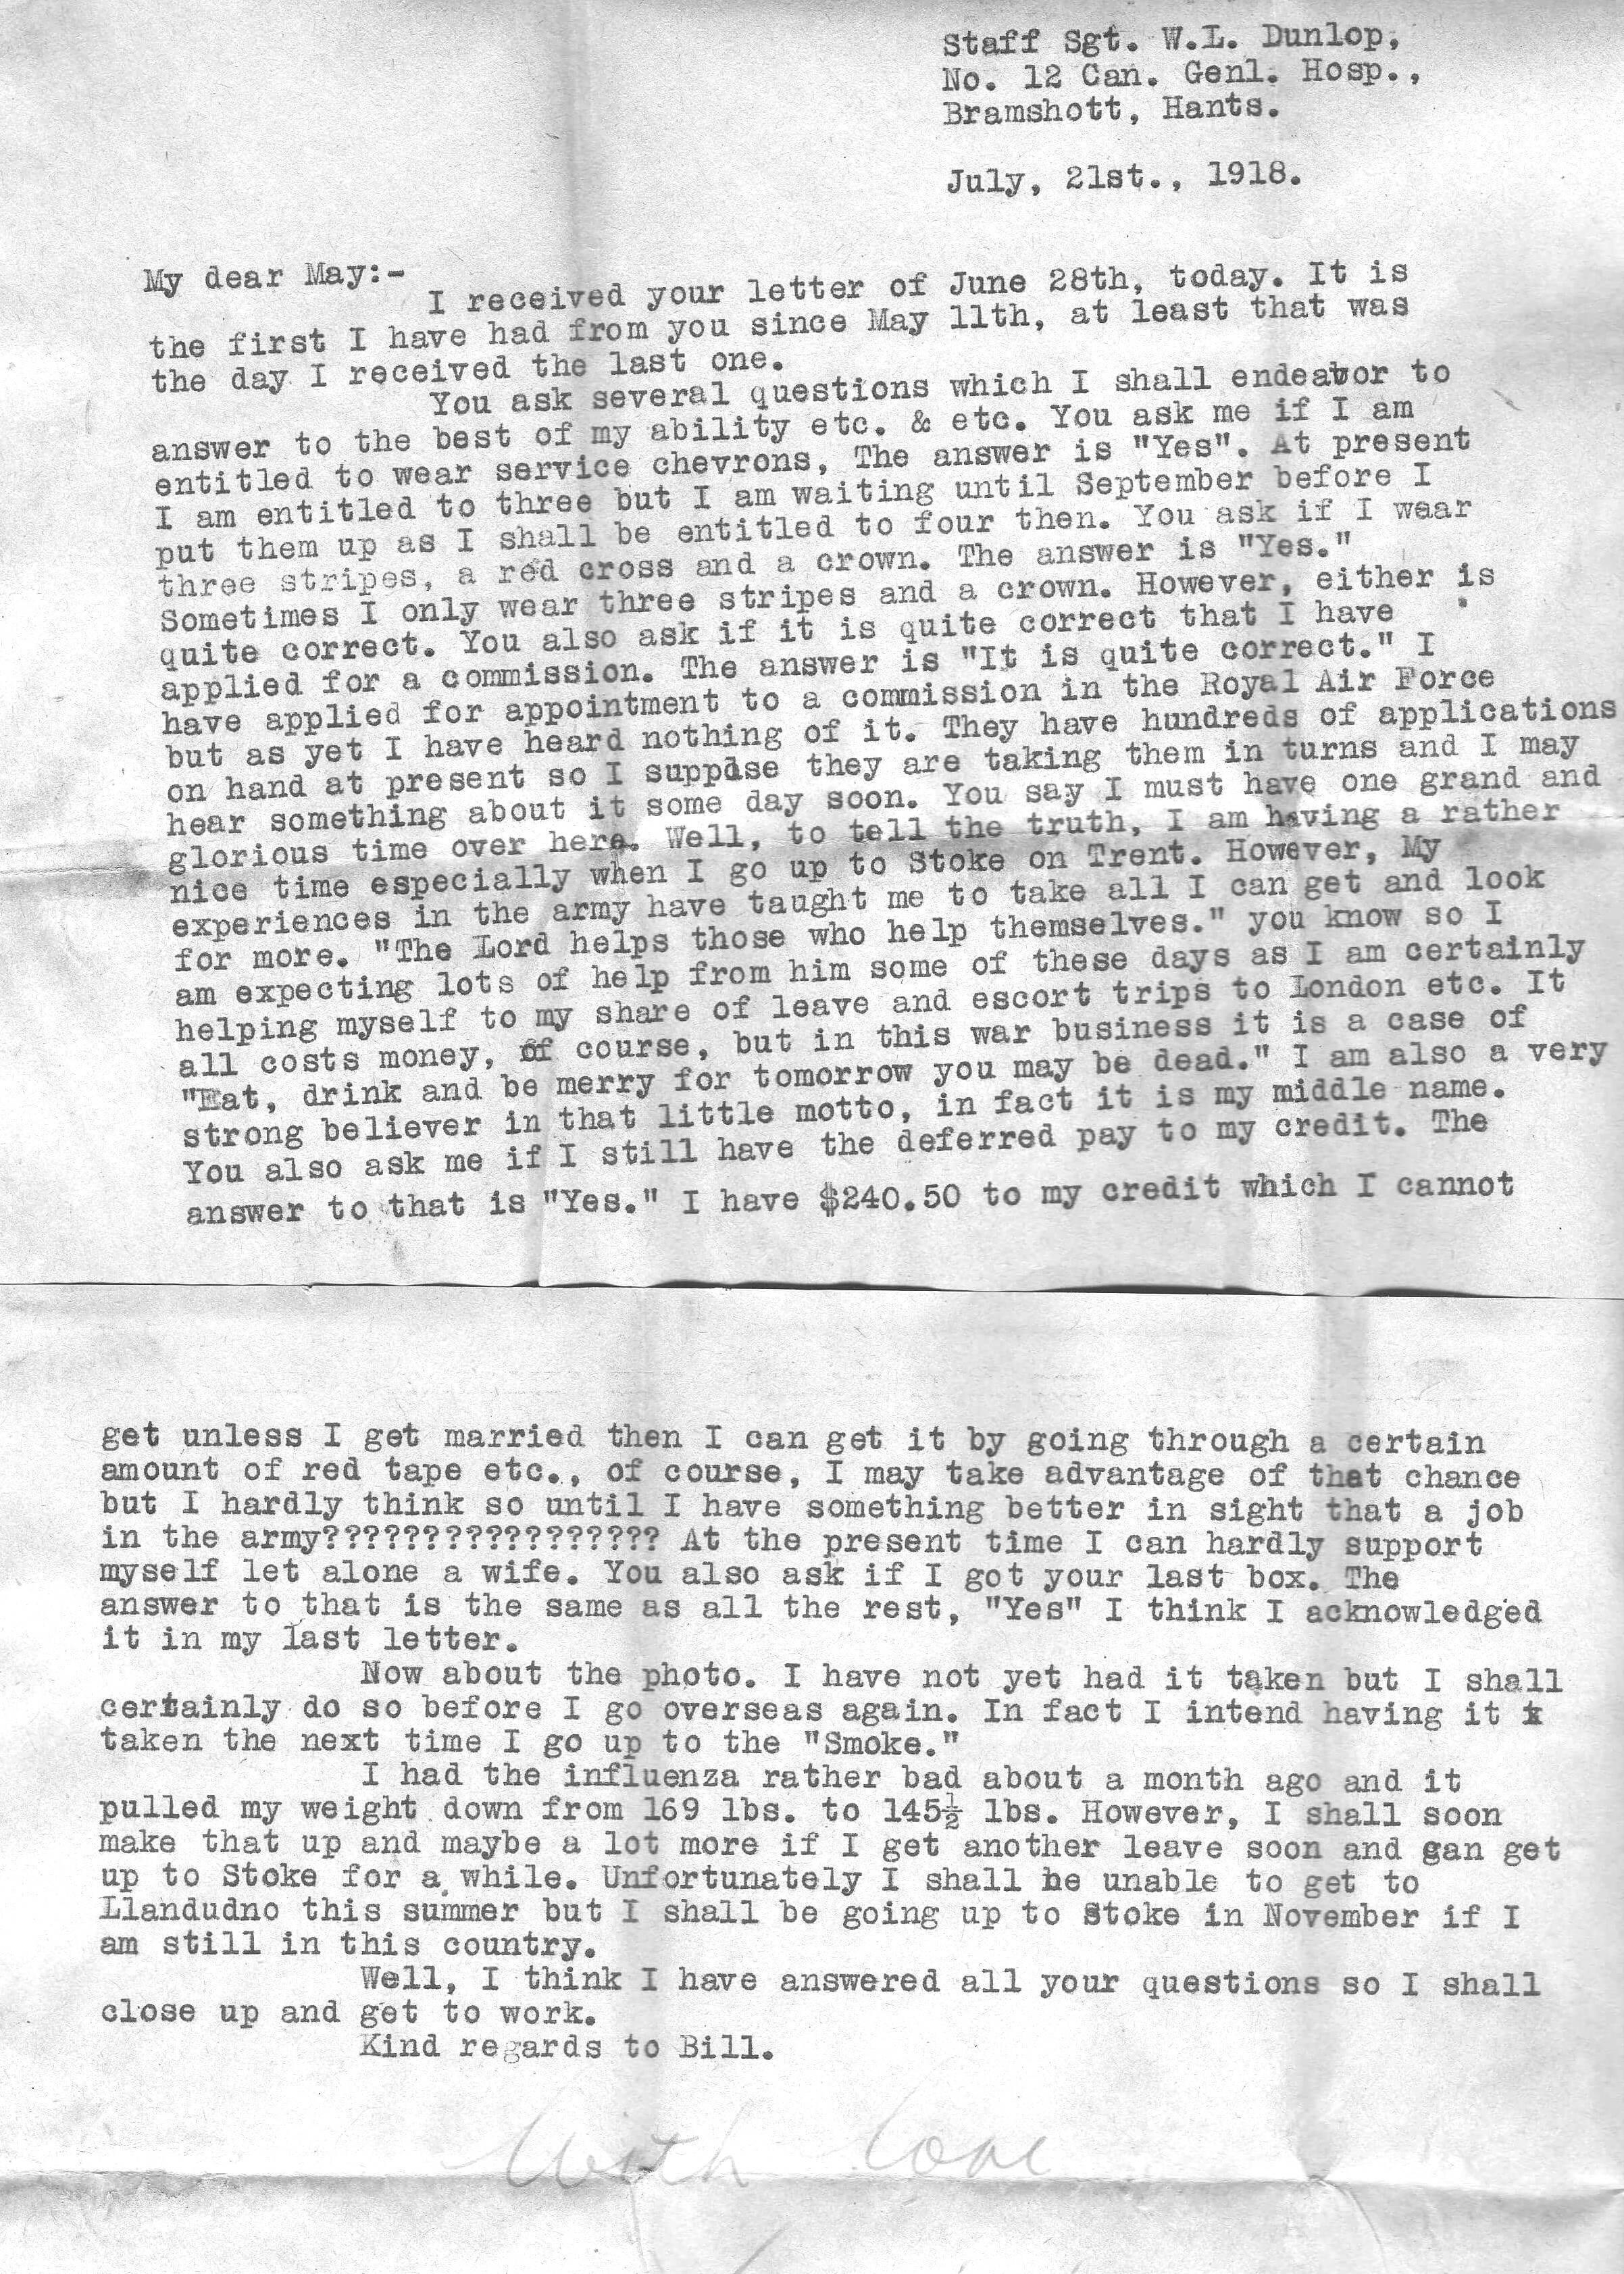 Staff Sgt. W.L. Dunlop,
No. 12 Can. Genl. Hosp.,
Bramshott, Hants.
July, 21st., 1918.
My dear May:-
I received your letter of June 28th, today. It is
the first I have had from you since May 11th, at least that was
the day I received the last one.
You ask several questions which I shall endeavor to
answer to the best of my ability etc. & etc. You ask me if I am
entitled to wear service chevrons, The answer is "Yes". At present
I am entitled to three but I am waiting until September before I
put them up as I shall be entitled to four then. You ask if I wear
three stripes, a red cross and a crown. The answer is "Yes."
Sometimes I only wear three stripes and a crown. However, either is
quite correct. You also ask if it is quite correct that I have
applied for a commission. The answer is "It is quite correct." I
have applied for appointment to a commission in the Royal Air Force
but as yet I have heard nothing of it. They have hundreds of applications
on hand at present so I suppose they are taking them in turns and I may
hear something about it some day soon. You say I must have one grand and
glorious time over here. Well, to tell the truth, I am having a rather
nice time especially when I go up to Stoke on Trent. However, My
experiences in the army have taught me to take all I can get and look
for more. "The Lord helps those who help themselves." you know so I
am expecting lots of help from him some of these days as I am certainly
helping myself to my share of leave and escort trips to London etc. It
all costs money, of course, but in this war business it is a case of
"Eat, drink and be merry for tomorrow you may be dead." I am also a very
strong believer in that little motto, in fact it is my middle name.
You also ask me if I still have the deferred pay to my credit. The
answer to that is "Yes." I have $240.50 to my credit which I cannot
get unless I get married then I can get it by going through a certain
amount of red tape etc., of course, I may take advantage of that chance
but I hardly think so until I have something better in sight that a job
in the army????????????????? At the present time I can hardly support
myself let alone a wife. You also ask if I got your last box. The
answer to that is the same as all the rest, "Yes" I think I acknowledged
it in my last letter.
Now about the photo. I have not yet had it taken but I shall
certainly do so before I go overseas again. In fact I intend having it x
taken the next time I go up to the "Smoke."
I had the influenza rather bad about a month ago and it
pulled my weight down from 169 lbs. to 145½ lbs. However, I shall soon
make that up and maybe a lot more if I get another leave soon and gan get
up to Stoke for a while. Unfortunately I shall be unable to get to
Llandudno this summer but I shall be going up to Stoke in November if I
am still in this country.
Well, I think I have answered all your questions so I shall
close up and get to work.
Kind regards to Bill.
With love